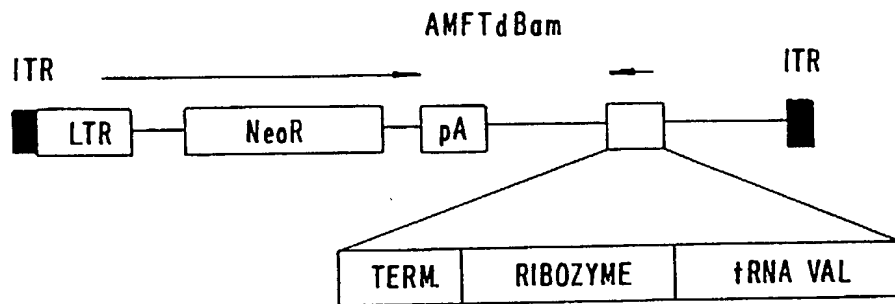 AMFTdBam
ITR ITR
LTR NeoR pA
TERM. RIBOZYME tRNA VAL